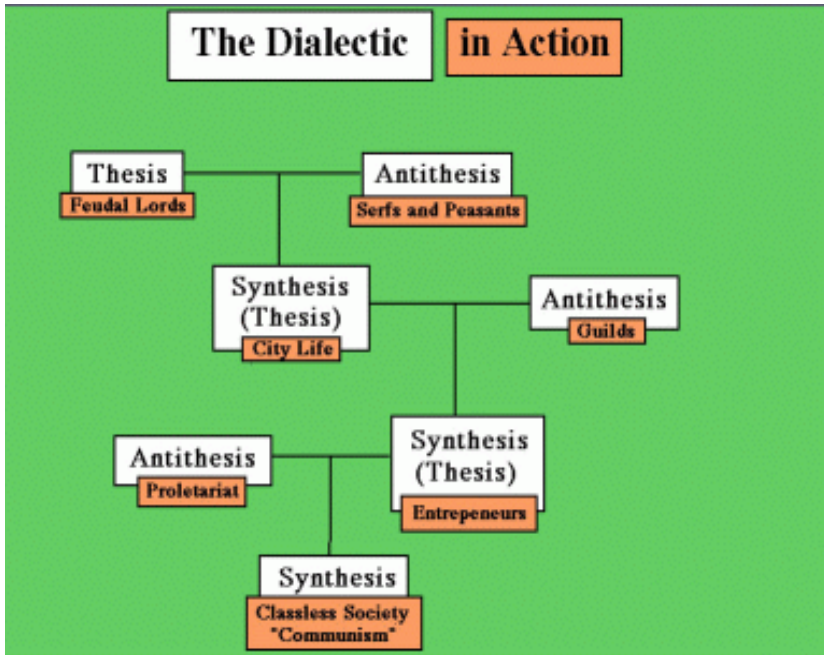 The Dialectic in Action
Thesis
Feudal Lords
Antithesis
Serfs and Peasants
Synthesis
(Thesis)
City Life
Antithesis
Guilds
Antithesis
Proletariat
Synthesis
(Thesis)
Entrepeneurs
Synthesis
Classless Society
"Communism"